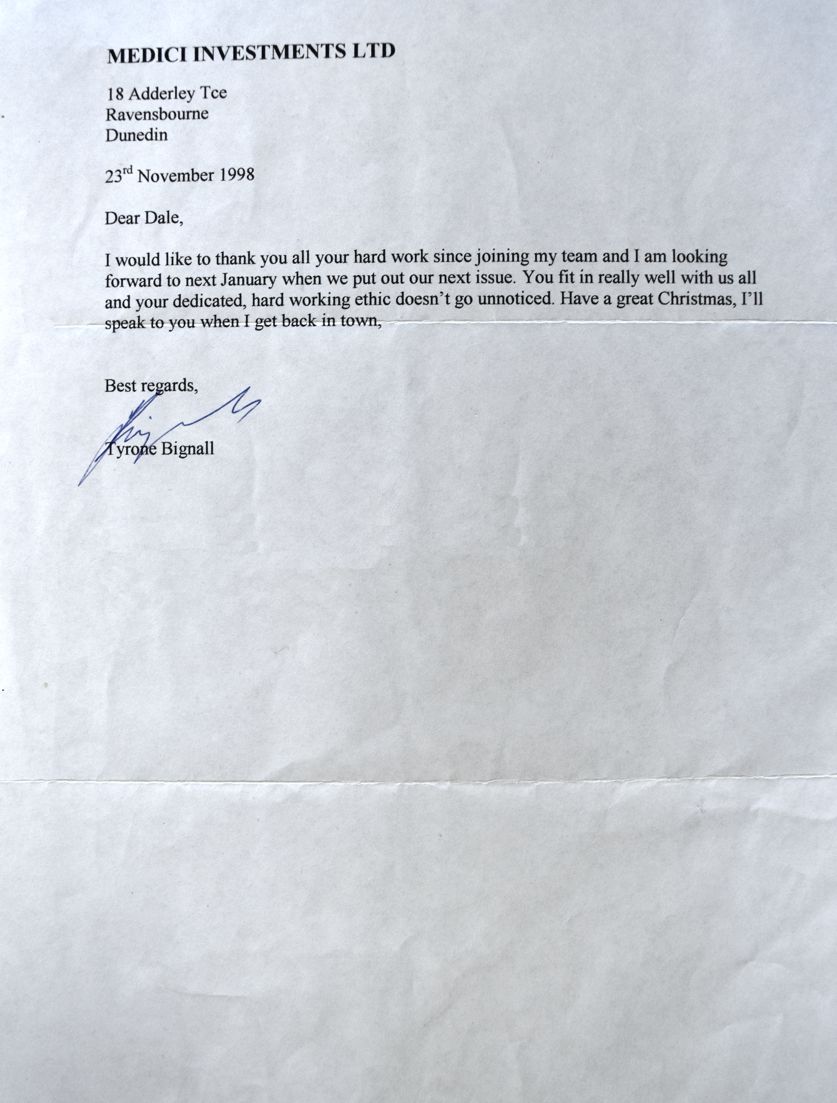 MEDICI INVESTMENTS LTD
18 Adderley Tce
Ravensbourne
Dunedin
23rd November 1998
Dear Dale,
I would like to thank you all your hard work since joining my team and I am looking
forward to next January when we put out our next issue. You fit in really well with us all
and your dedicated, hard working ethic doesn't go unnoticed. Have a great Christmas, I'll
speak to you when I get back in town,
Best regards,
Tyrone Bignall